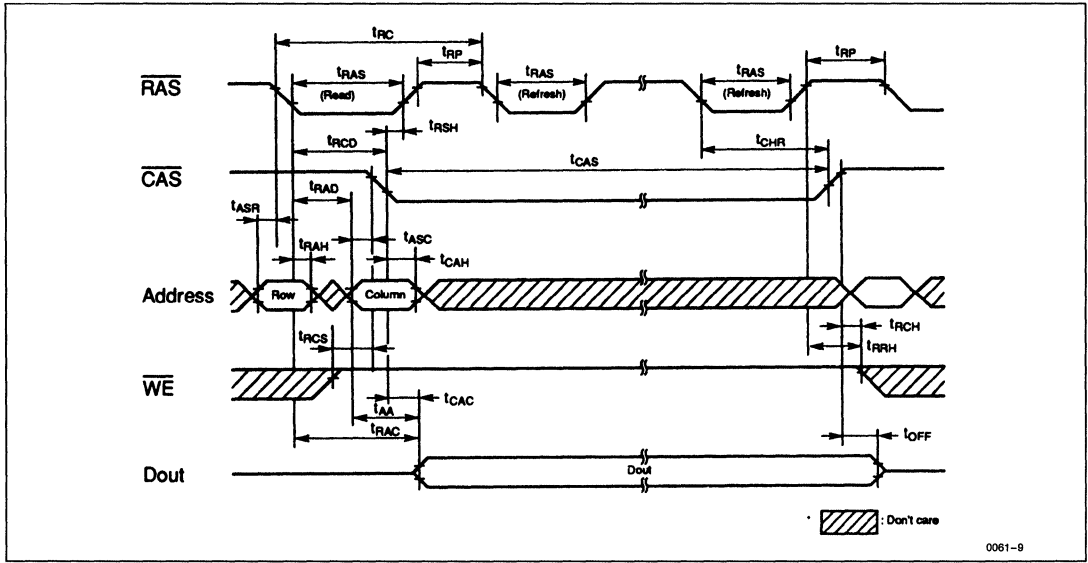 tRC
tRP
tRP
RAS
tRAS
(Read)
tRAS
(Refresh)
tRAS
(Refresh)
tRSH
tRCD
tCHR
tCAS
CAS
tRAD
tASR
tRAH
tASC
tCAH
Address
Row
Column
tRCS
tRCH
tRRH
WE
tCAC
tAA
tRAC
tOFF
Dout
Dout
: Don't care
0061–9